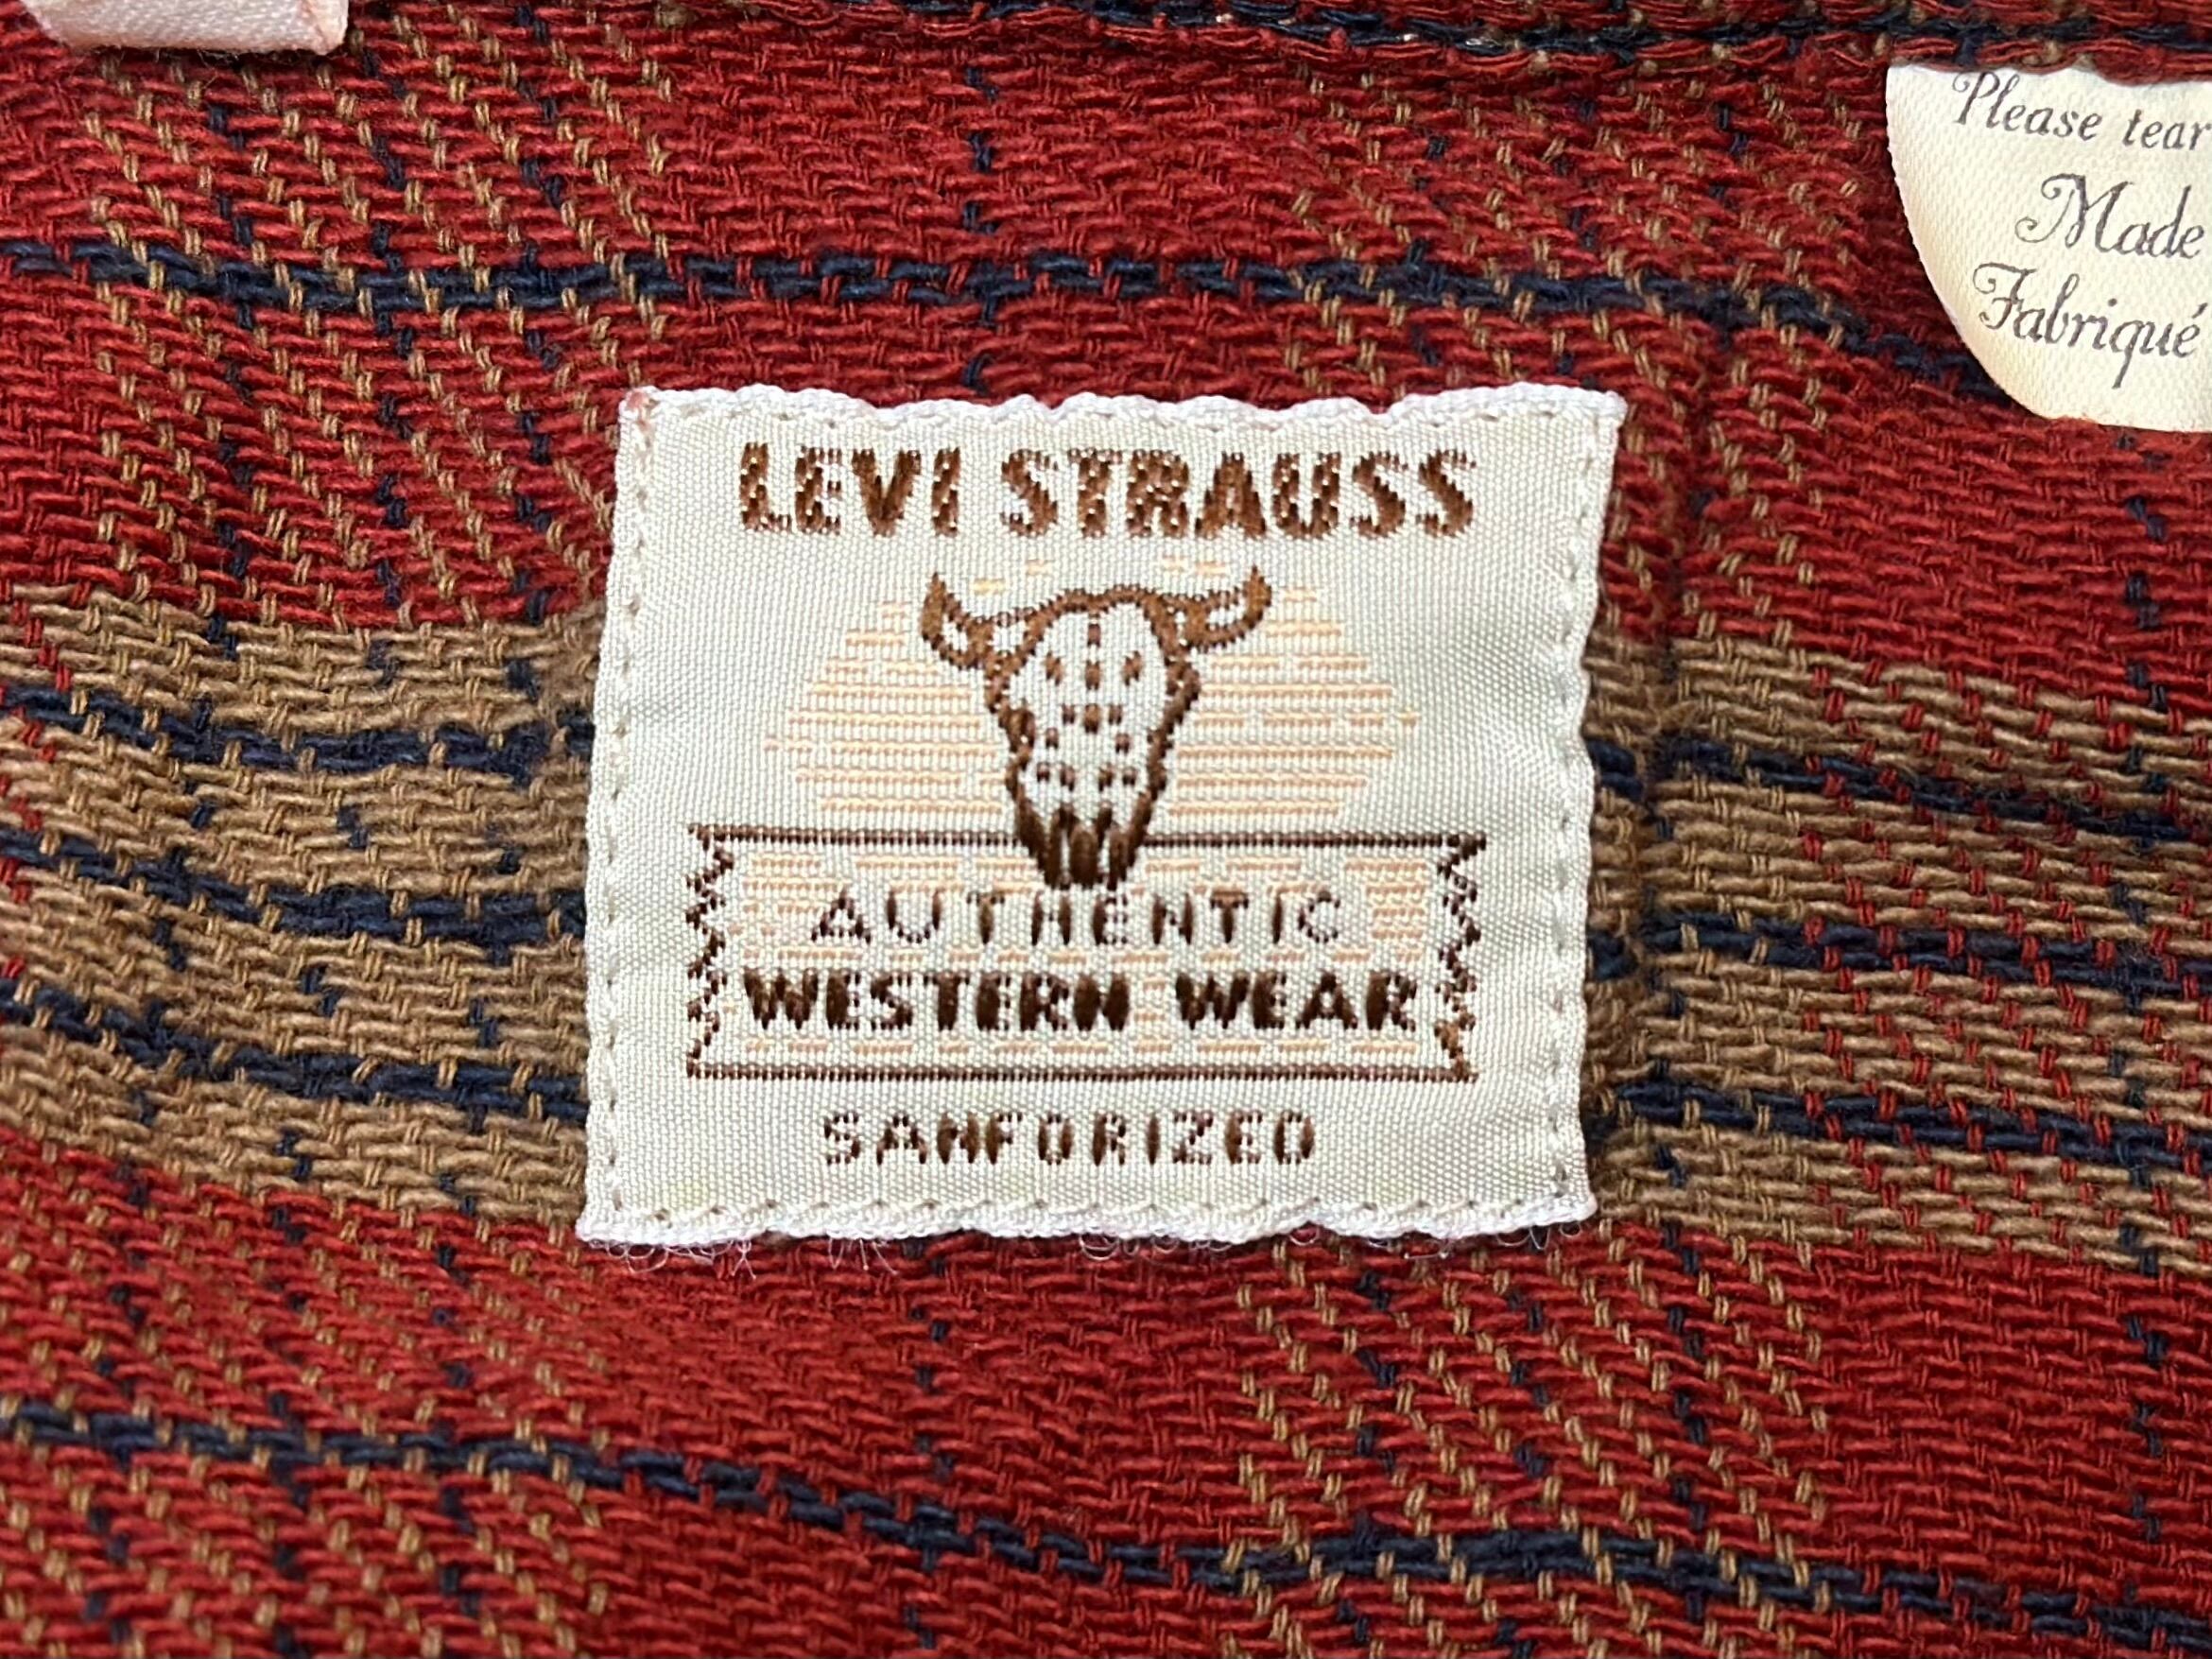 Please tear
Made
Fabriqué
LEVI STRAUSS
AUTHENTIC
WESTERN WEAR
SANFORIZED